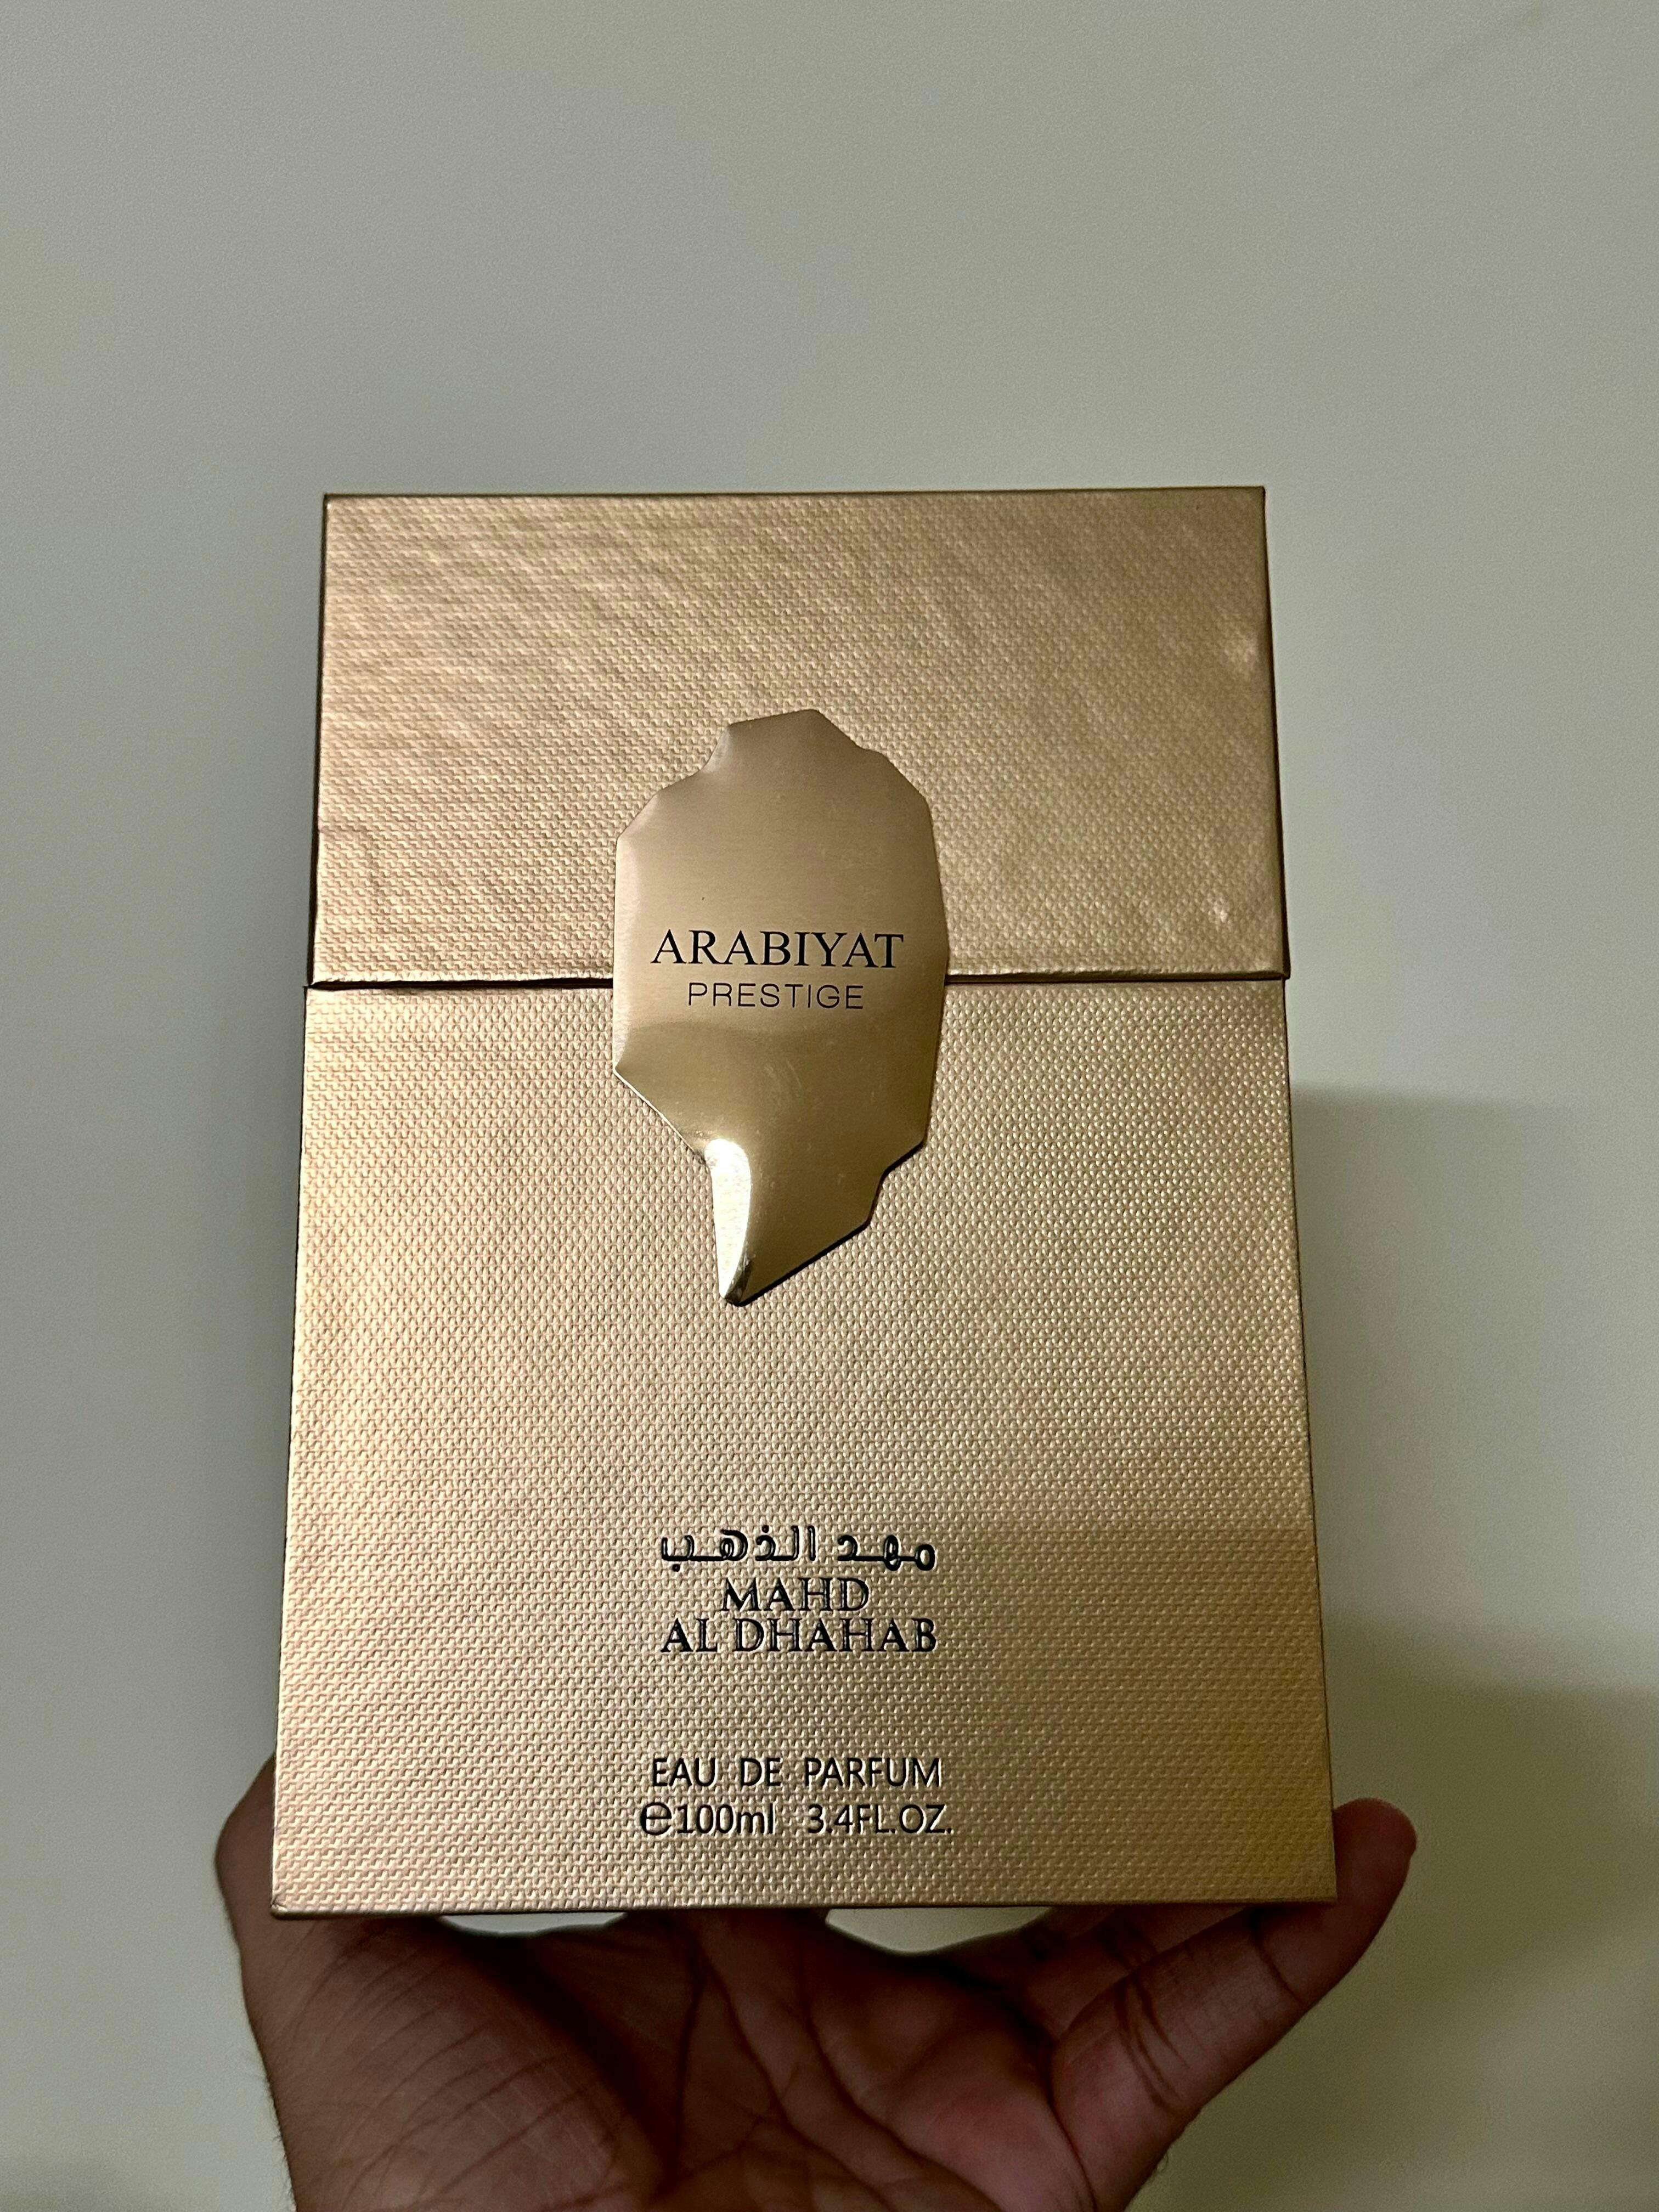 ARABIYAT
PRESTIGE
مهد الذهب
MAHD
AL DHAHAB
EAU DE PARFUM
℮100ml 3.4FL.OZ.